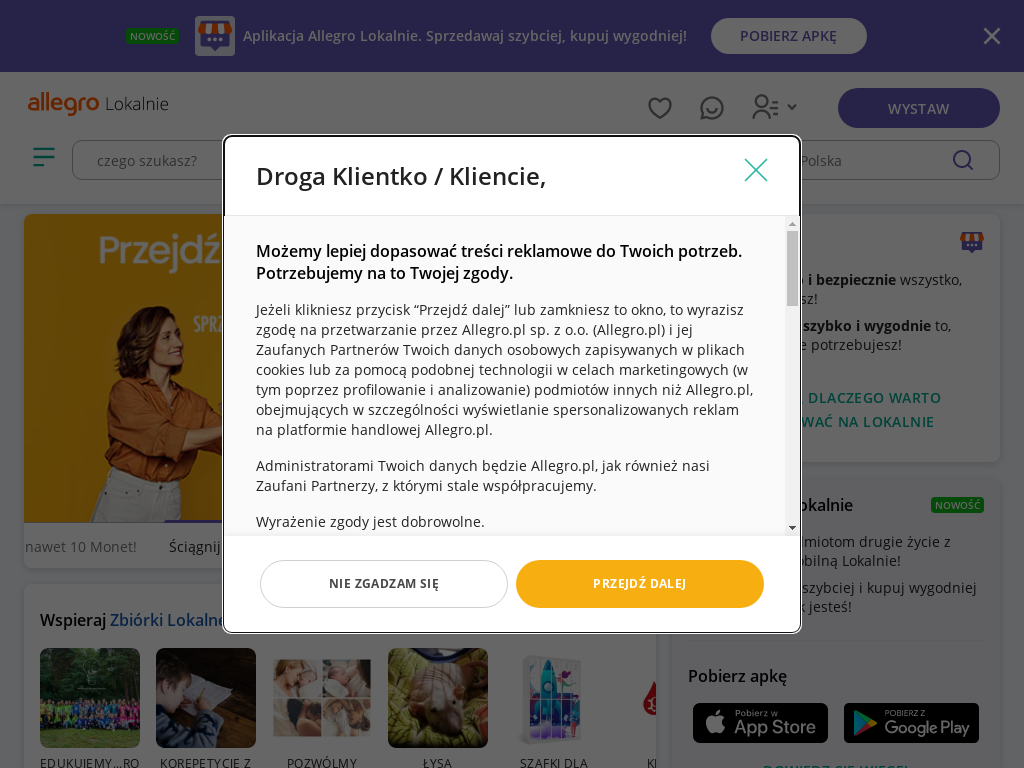 NOWOŚĆ
Aplikacja Allegro Lokalnie. Sprzedawaj szybciej, kupuj wygodniej!
POBIERZ APKĘ
allegro Lokalnie
WYSTAW
czego szukasz?
Polska
Droga Klientko / Kliencie,
Możemy lepiej dopasować treści reklamowe do Twoich potrzeb.
Potrzebujemy na to Twojej zgody.
Jeżeli klikniesz przycisk “Przejdź dalej” lub zamkniesz to okno, to wyrazisz
zgodę na przetwarzanie przez Allegro.pl sp. z o.o. (Allegro.pl) i jej
Zaufanych Partnerów Twoich danych osobowych zapisywanych w plikach
cookies lub za pomocą podobnej technologii w celach marketingowych (w
tym poprzez profilowanie i analizowanie) podmiotów innych niż Allegro.pl,
obejmujących w szczególności wyświetlanie spersonalizowanych reklam
na platformie handlowej Allegro.pl.
Administratorami Twoich danych będzie Allegro.pl, jak również nasi
Zaufani Partnerzy, z którymi stale współpracujemy.
Wyrażenie zgody jest dobrowolne.
NIE ZGADZAM SIĘ
PRZEJDŹ DALEJ
Przejdź
i bezpiecznie wszystko,
szybko i wygodnie to,
potrzebujesz!
DLACZEGO WARTO
NA LOKALNIE
nawet 10 Monet!
Ściągnij
NOWOŚĆ
drugie życie z
Lokalnie!
szybciej i kupuj wygodniej
jesteś!
Wspieraj Zbiórki Lokalne
Pobierz apkę
Pobierz w
App Store
POBIERZ Z
Google Play
EDUKUJEMY...RO
KOREPETYCJE Z
POZWÓLMY
ŁYSA
SZAFKI DLA
DOWIEDZ SIĘ WIĘCEJ